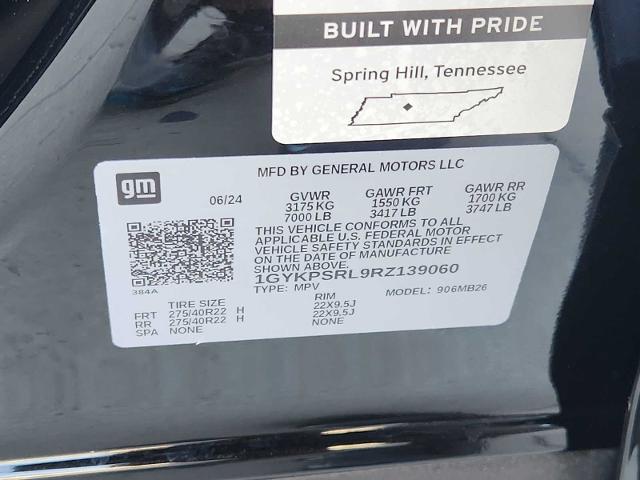 BUILT WITH PRIDE
Spring Hill, Tennessee
gm
MFD BY GENERAL MOTORS LLC
06/24 GVWR GAWR FRT GAWR RR
3175 KG 1550 KG 1700 KG
7000 LB 3417 LB 3747 LB
THIS VEHICLE CONFORMS TO ALL
APPLICABLE U.S. FEDERAL MOTOR
VEHICLE SAFETY STANDARDS IN EFFECT
ON THE DATE OF MANUFACTURE
SHOWN ABOVE.
1GYKPSRL9RZ139060
384A TYPE: MPV MODEL: 906MB26
TIRE SIZE RIM
FRT 275/40R22 H 22X9.5J
RR 275/40R22 H 22X9.5J
SPA NONE NONE